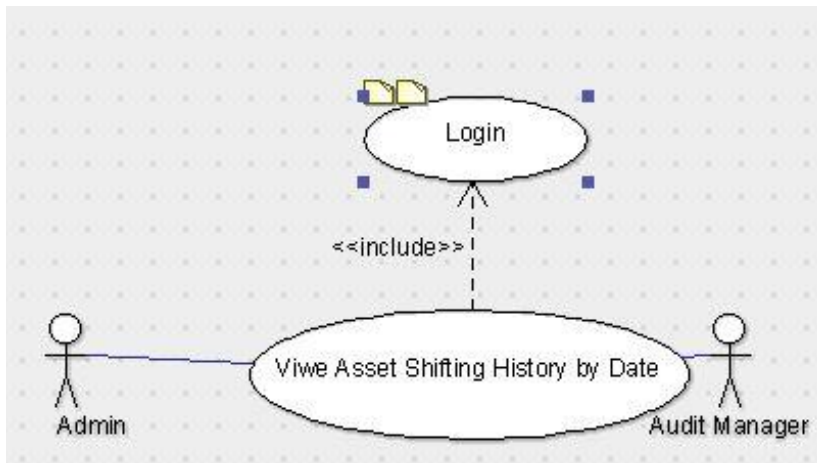 Login
<<include>>
Viwe Asset Shifting History by Date
Admin
Audit Manager